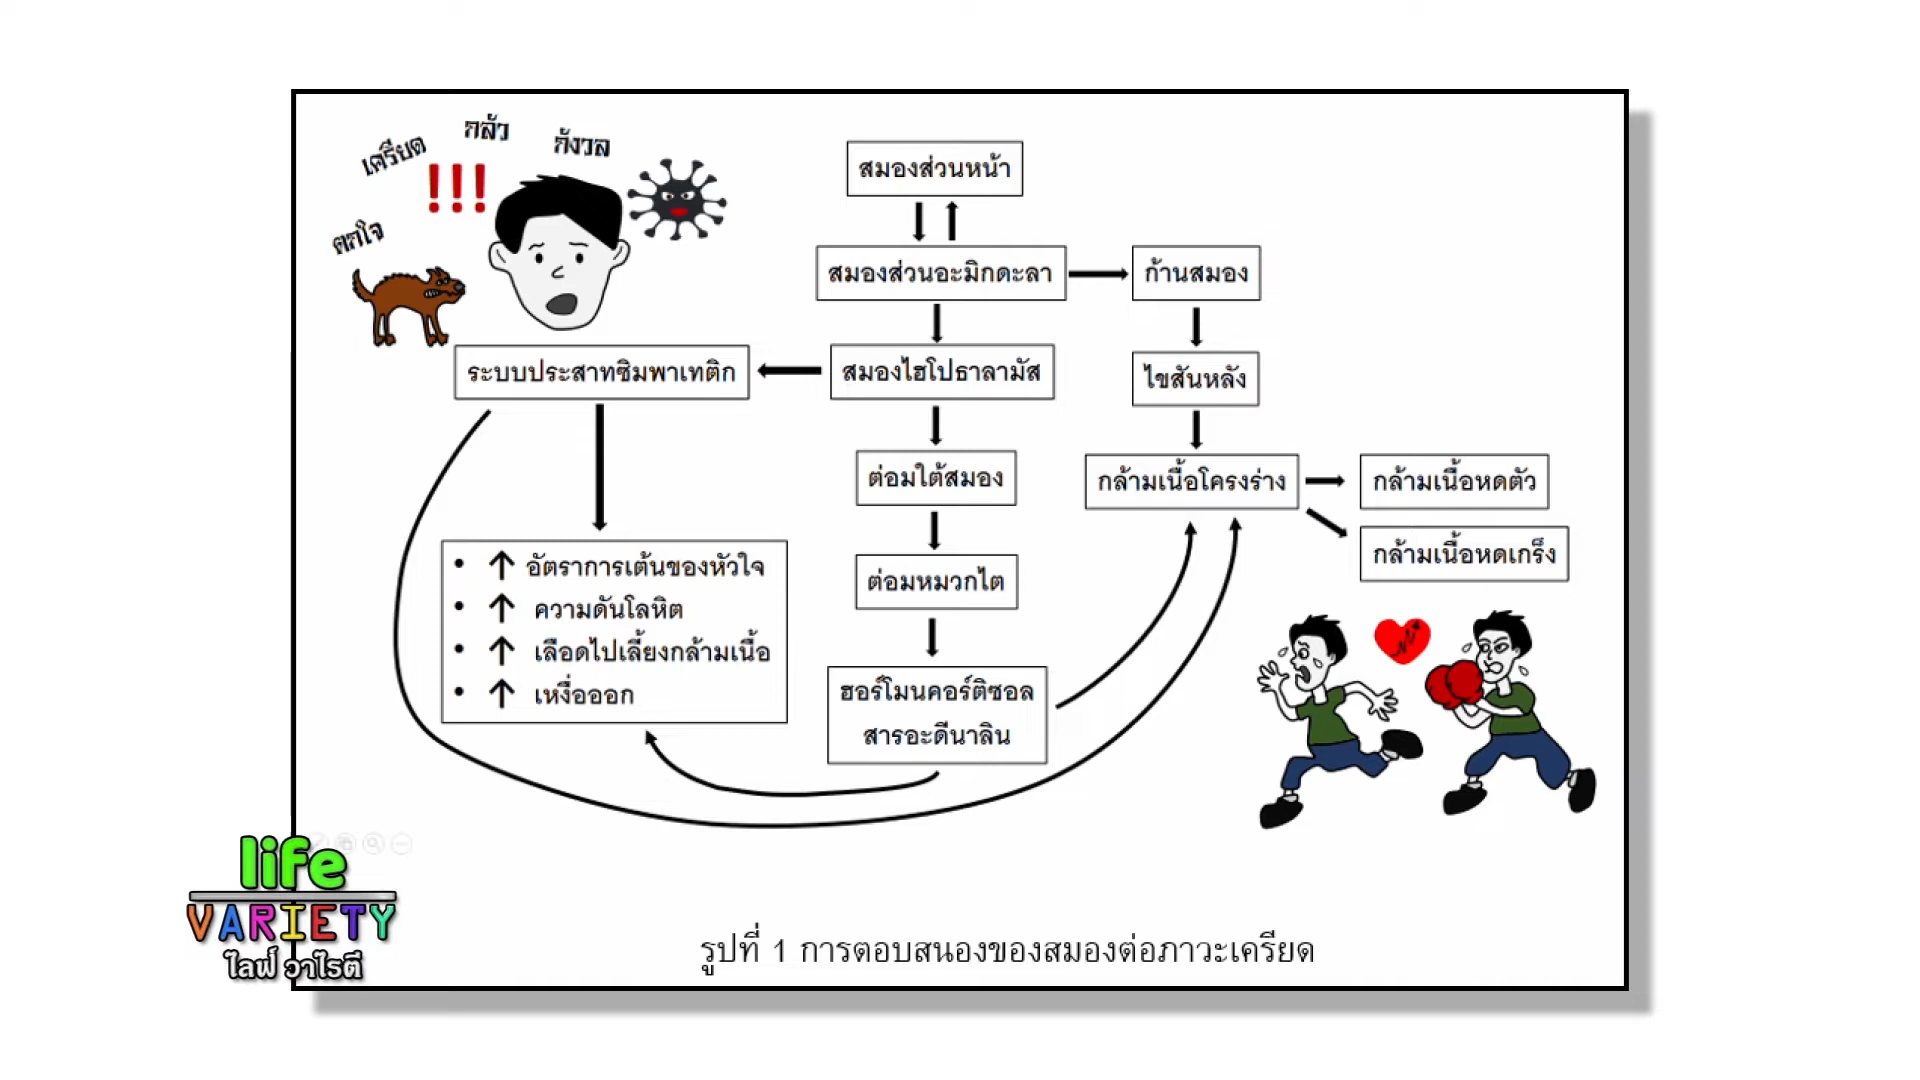 กลัว
เครียด
กังวล
!!!
ตกใจ
สมองส่วนหน้า
สมองส่วนอะมิกดะลา
ก้านสมอง
ระบบประสาทซิมพาเทติก
สมองไฮโปธาลามัส
ไขสันหลัง
ต่อมใต้สมอง
กล้ามเนื้อโครงร่าง
กล้ามเนื้อหดตัว
กล้ามเนื้อหดเกร็ง
• ↑ อัตราการเต้นของหัวใจ
• ↑ ความดันโลหิต
• ↑ เลือดไปเลี้ยงกล้ามเนื้อ
• ↑ เหงื่อออก
ต่อมหมวกไต
ฮอร์โมนคอร์ติซอล
สารอะดีนาลิน
life
VARIETY
ไลฟ์ วาไรตี
รูปที่ 1 การตอบสนองของสมองต่อภาวะเครียด